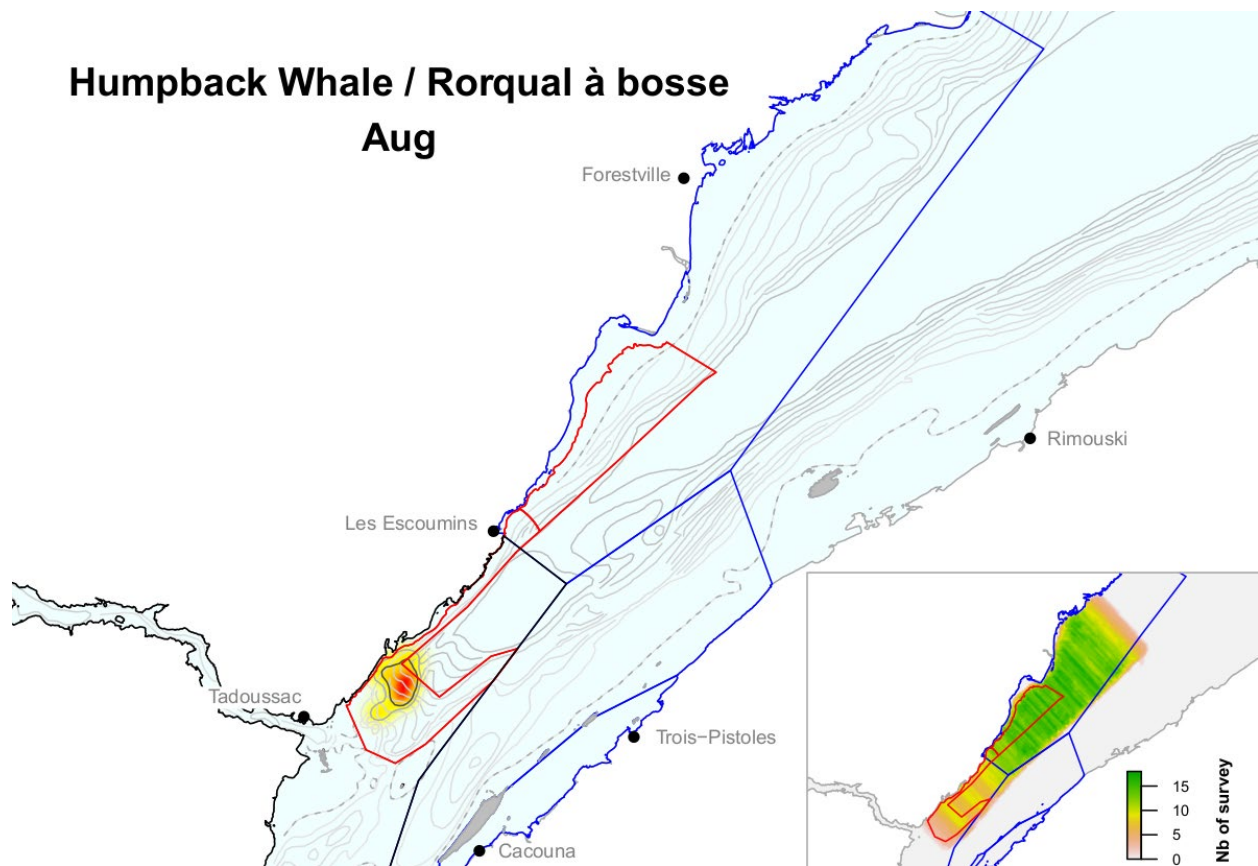 Humpback Whale / Rorqual à bosse
Aug
Forestville
Rimouski
Les Escoumins
Tadoussac
Trois−Pistoles
Cacouna
15
10
5
0
Nb of survey